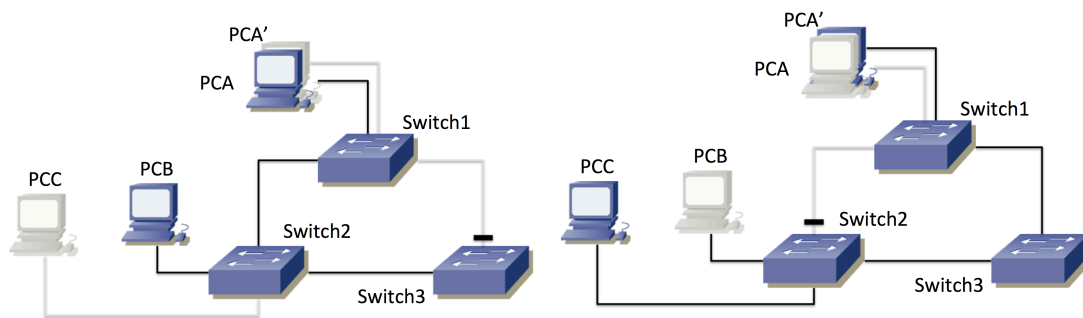 PCA’
PCA
Switch1
PCC
PCB
Switch2
Switch3
PCA’
PCA
Switch1
PCC
PCB
Switch2
Switch3